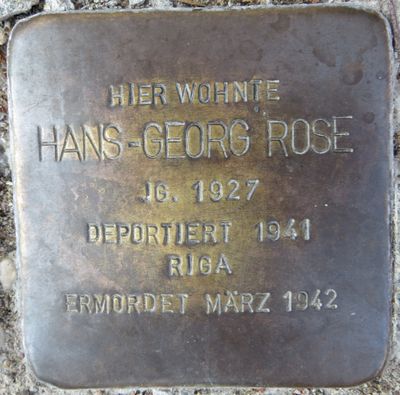 HIER WOHNTE
HANS-GEORG ROSE
JG. 1927
DEPORTIERT 1941
RIGA
ERMORDET MÄRZ 1942